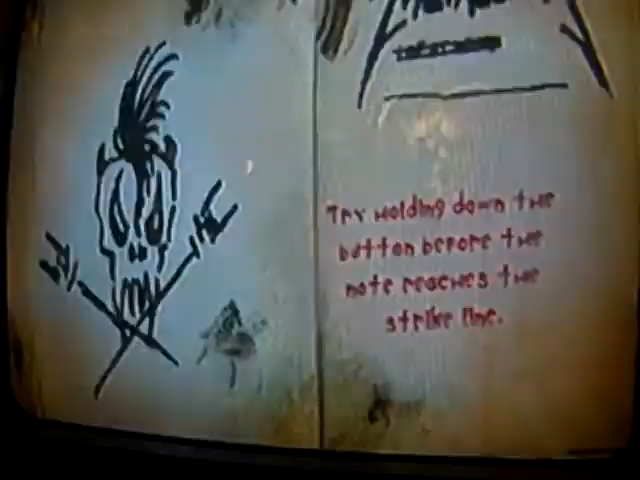 Try Holding down the
button before the
note reaches the
strike line.